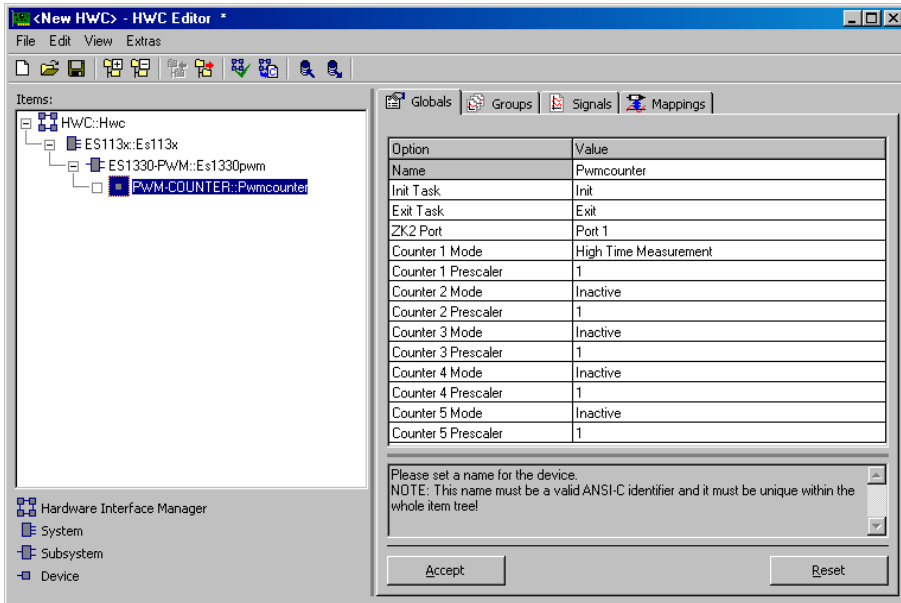 <New HWC> - HWC Editor *
File Edit View Extras
Items:
HWC::Hwc
ES113x::Es113x
ES1330-PWM::Es1330pwm
PWM-COUNTER::Pwmcounter
Hardware Interface Manager
System
Subsystem
Device
Globals Groups Signals Mappings
Option Value
Name Pwmcounter
Init Task Init
Exit Task Exit
ZK2 Port Port 1
Counter 1 Mode High Time Measurement
Counter 1 Prescaler 1
Counter 2 Mode Inactive
Counter 2 Prescaler 1
Counter 3 Mode Inactive
Counter 3 Prescaler 1
Counter 4 Mode Inactive
Counter 4 Prescaler 1
Counter 5 Mode Inactive
Counter 5 Prescaler 1
Please set a name for the device.
NOTE: This name must be a valid ANSI-C identifier and it must be unique within the
whole item tree!
Accept Reset